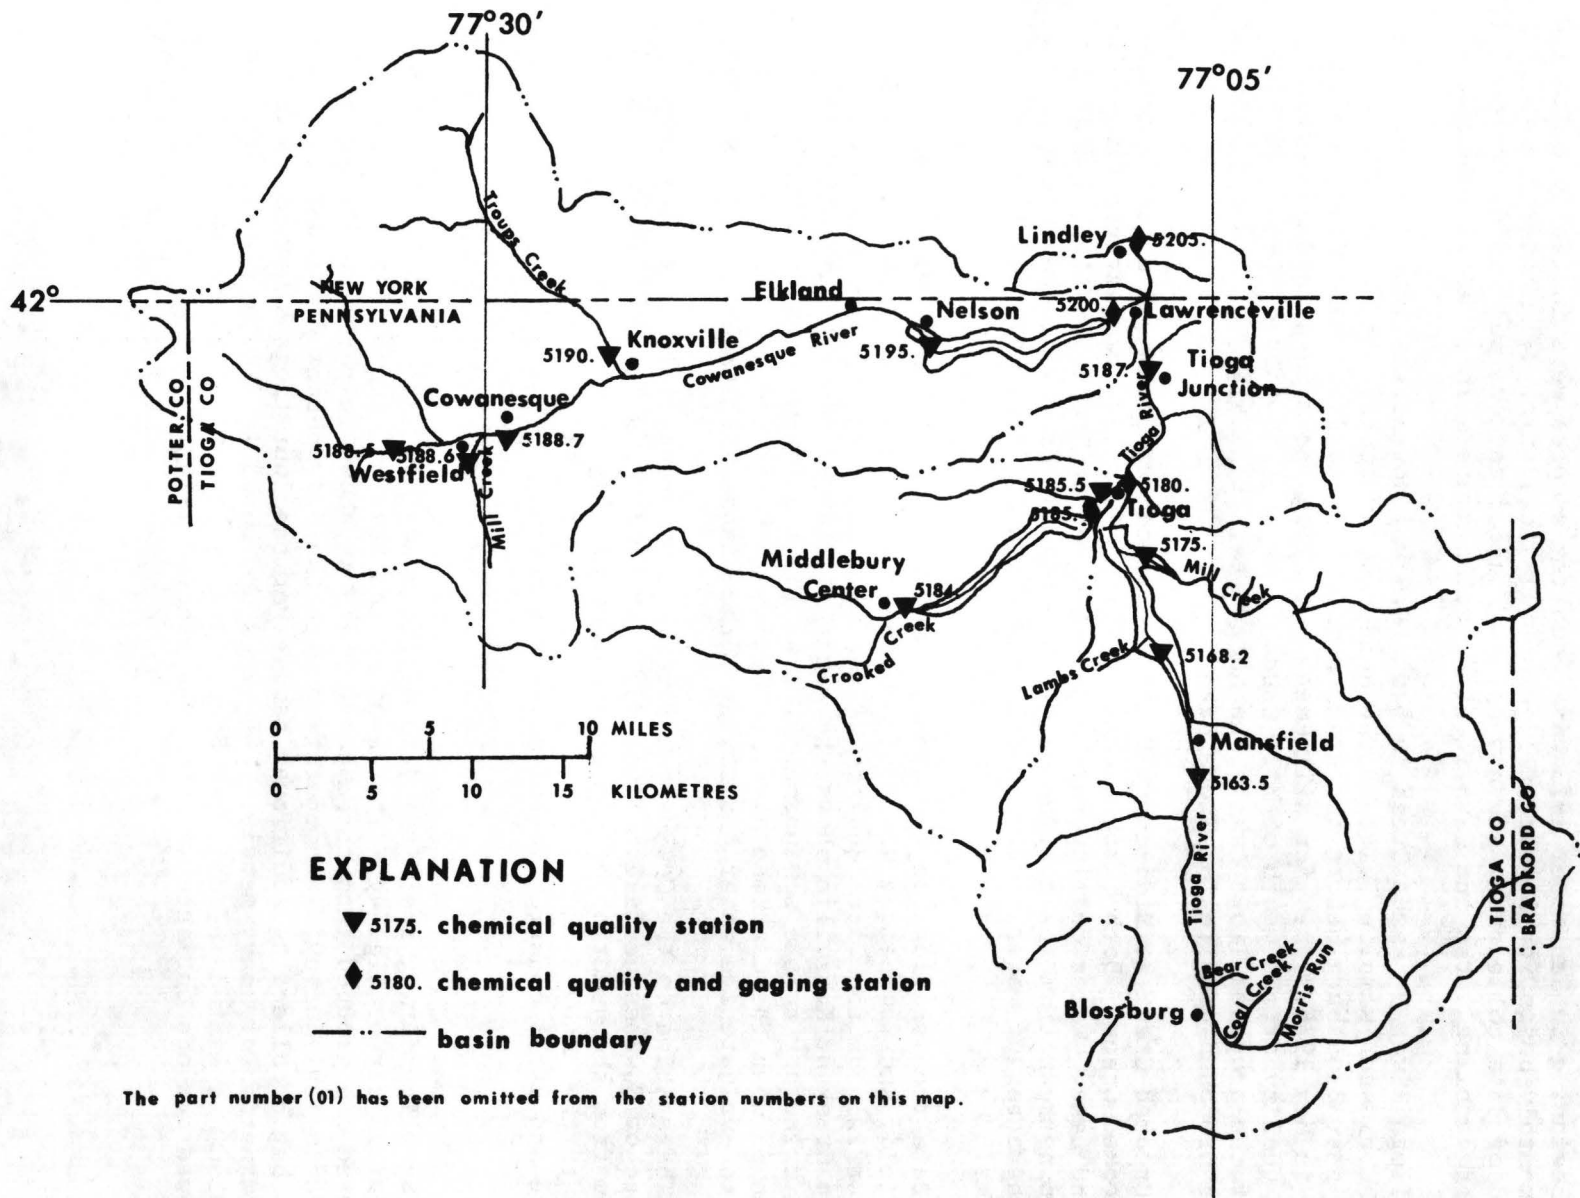 77°30'
77°05'
Troups Creek
Lindley
5205.
42°
NEW YORK
PENNSYLVANIA
Elkland
Nelson
5200.
Lawrenceville
5190.
Knoxville
Cowanesque River
5195.
5187.
Tioga
Junction
Tioga River
POTTER CO
TIOGA CO
Cowanesque
5188.7
5188.5
5188.6
Westfield
Mill Creek
5185.5
5180.
Tioga
5185.
5175.
Mill Creek
Middlebury
Center
5184.
Crooked Creek
Lambs Creek
5168.2
Mansfield
5163.5
0 5 10 MILES
0 5 10 15 KILOMETRES
Tioga River
TIOGA CO
BRADKORD CO
EXPLANATION
5175. chemical quality station
5180. chemical quality and gaging station
basin boundary
Bear Creek
Coal Creek
Morris Run
Blossburg
The part number (01) has been omitted from the station numbers on this map.